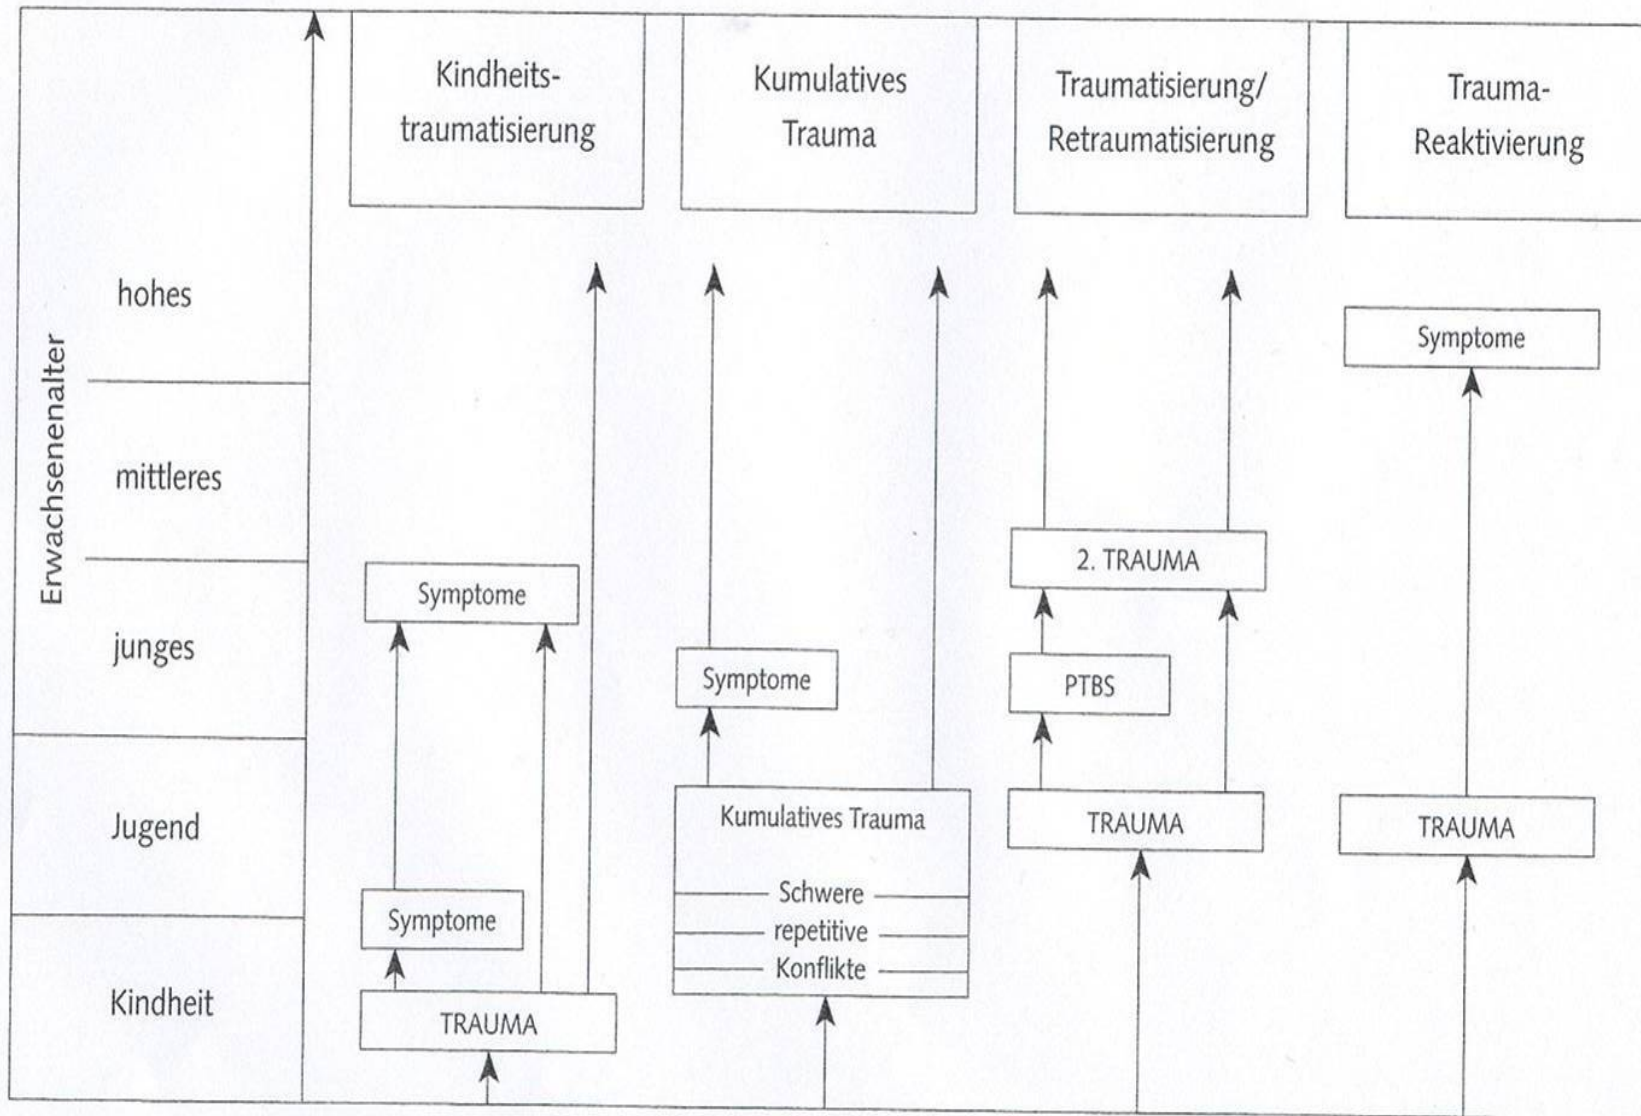 Kindheits-
traumatisierung
Kumulatives
Trauma
Traumatisierung/
Retraumatisierung
Trauma-
Reaktivierung
Erwachsenenalter
hohes
mittleres
junges
Jugend
Kindheit
Symptome
Symptome
TRAUMA
Symptome
Kumulatives Trauma
Schwere
repetitive
Konflikte
2. TRAUMA
PTBS
TRAUMA
Symptome
TRAUMA